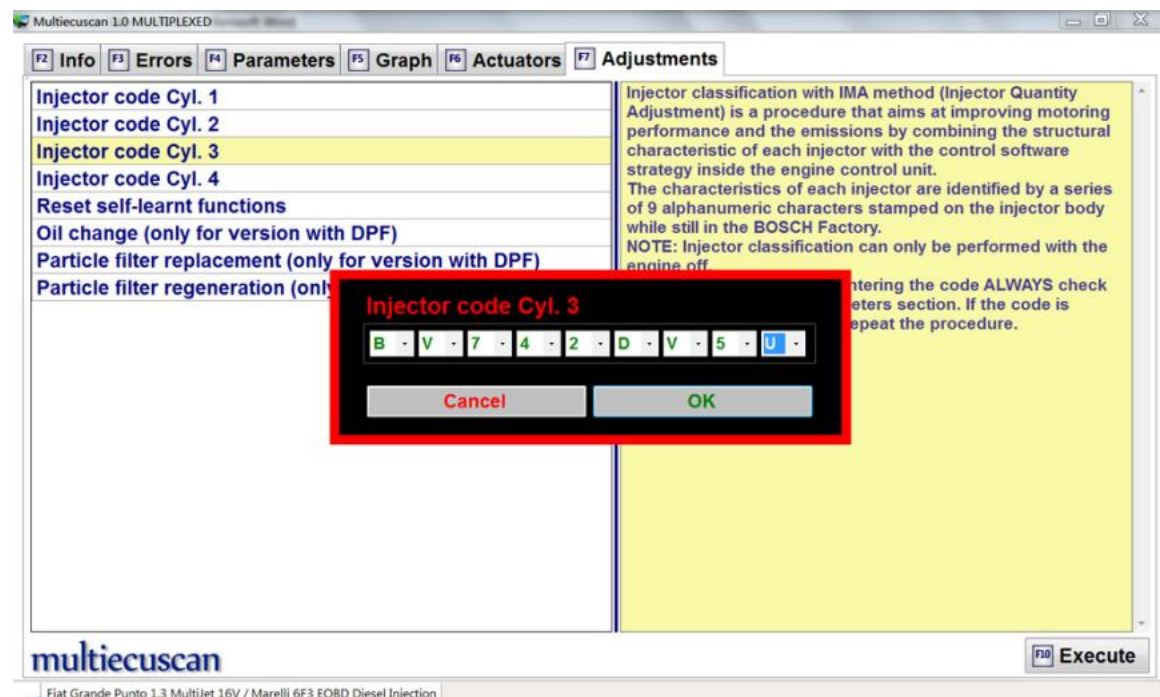 Multiecuscan 1.0 MULTIPLEXED
F2 Info F3 Errors F4 Parameters F5 Graph F6 Actuators F7 Adjustments
Injector code Cyl. 1
Injector code Cyl. 2
Injector code Cyl. 3
Injector code Cyl. 4
Reset self-learnt functions
Oil change (only for version with DPF)
Particle filter replacement (only for version with DPF)
Particle filter regeneration (only
Injector classification with IMA method (Injector Quantity
Adjustment) is a procedure that aims at improving motoring
performance and the emissions by combining the structural
characteristic of each injector with the control software
strategy inside the engine control unit.
The characteristics of each injector are identified by a series
of 9 alphanumeric characters stamped on the injector body
while still in the BOSCH Factory.
NOTE: Injector classification can only be performed with the
engine off.
ntering the code ALWAYS check
eters section. If the code is
epeat the procedure.
Injector code Cyl. 3
B V 7 4 2 D V 5 U
Cancel OK
multiecuscan
F10 Execute
Fiat Grande Punto 1.3 MultiJet 16V / Marelli 6F3 EOBD Diesel Injection